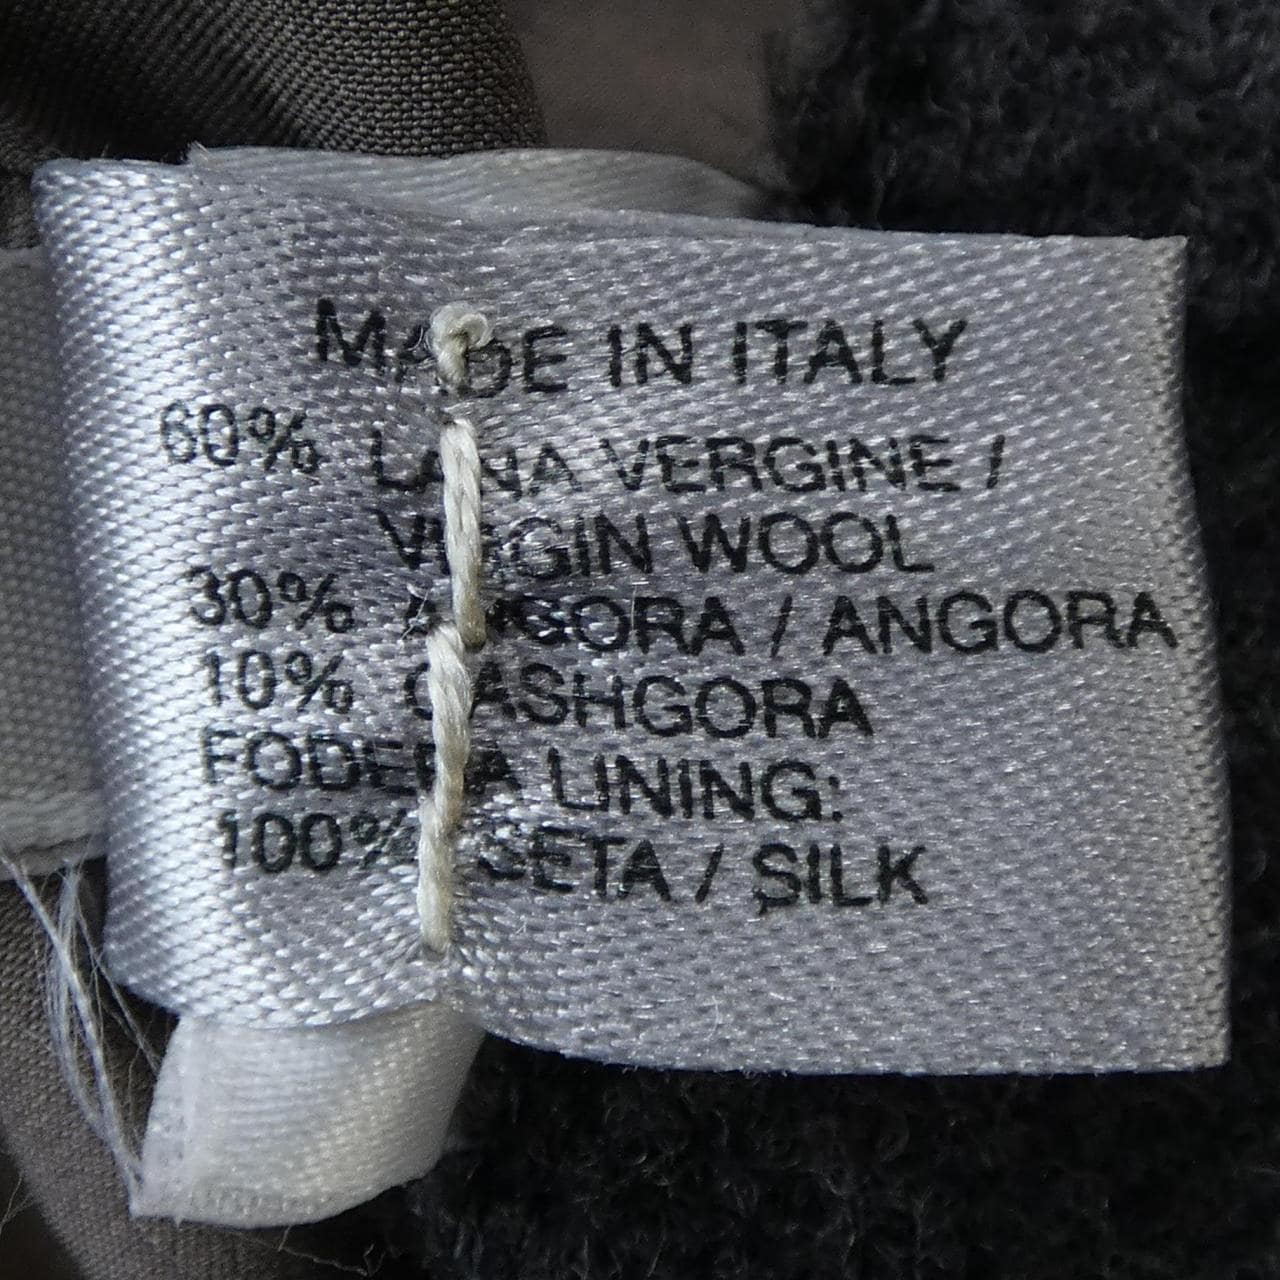 MADE IN ITALY
60% LANA VERGINE /
VIRGIN WOOL
30% ANGORA / ANGORA
10% CASHGORA
FODERA LINING:
100% SETA / SILK